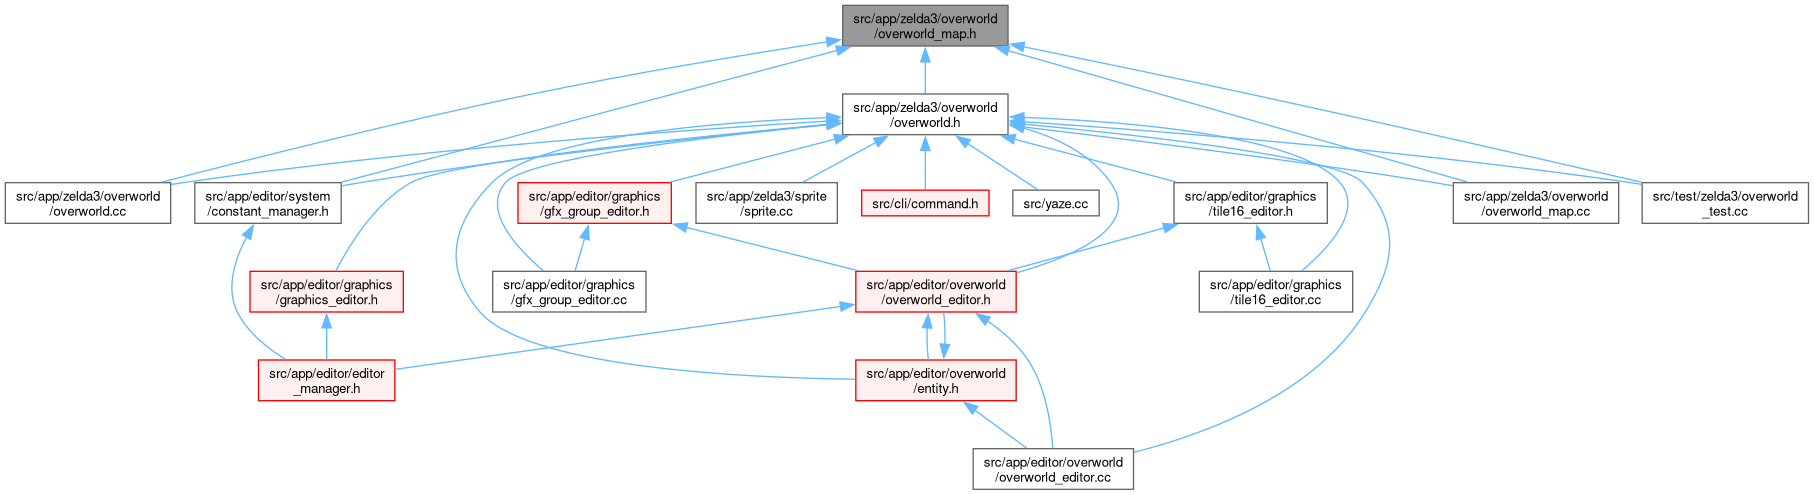 src/app/zelda3/overworld
/overworld_map.h
src/app/zelda3/overworld
/overworld.h
src/app/zelda3/overworld
/overworld.cc
src/app/editor/system
/constant_manager.h
src/app/editor/graphics
/gfx_group_editor.h
src/app/zelda3/sprite
/sprite.cc
src/cli/command.h
src/yaze.cc
src/app/editor/graphics
/tile16_editor.h
src/app/zelda3/overworld
/overworld_map.cc
src/test/zelda3/overworld
_test.cc
src/app/editor/graphics
/graphics_editor.h
src/app/editor/graphics
/gfx_group_editor.cc
src/app/editor/overworld
/overworld_editor.h
src/app/editor/graphics
/tile16_editor.cc
src/app/editor/editor
_manager.h
src/app/editor/overworld
/entity.h
src/app/editor/overworld
/overworld_editor.cc